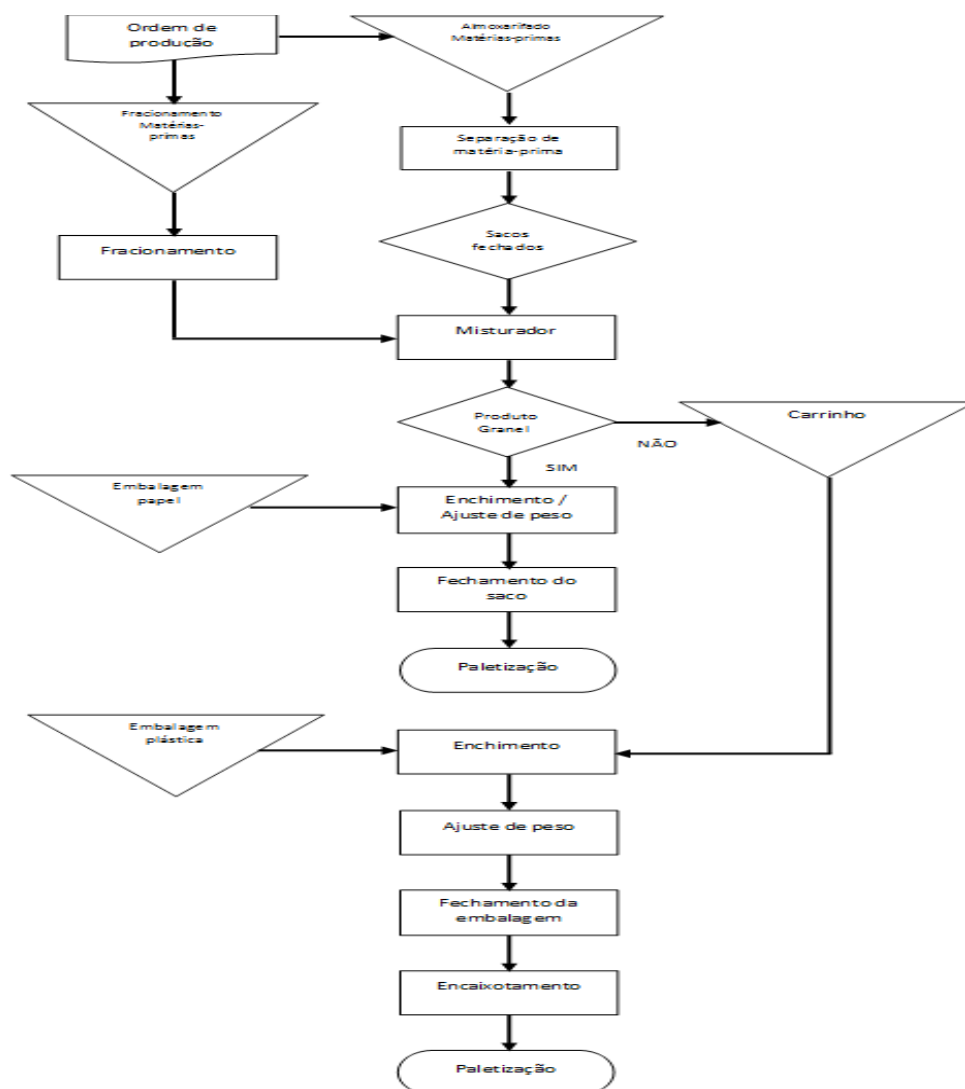 Ordem de
produção
Almoxarifado
Matérias-primas
Fracionamento
Matérias-
primas
Separação de
matéria-prima
Sacos
fechados
Fracionamento
Misturador
Produto
Granel
NÃO
Carrinho
SIM
Embalagem
papel
Enchimento /
Ajuste de peso
Fechamento do
saco
Paletização
Embalagem
plástica
Enchimento
Ajuste de peso
Fechamento da
embalagem
Encaixotamento
Paletização